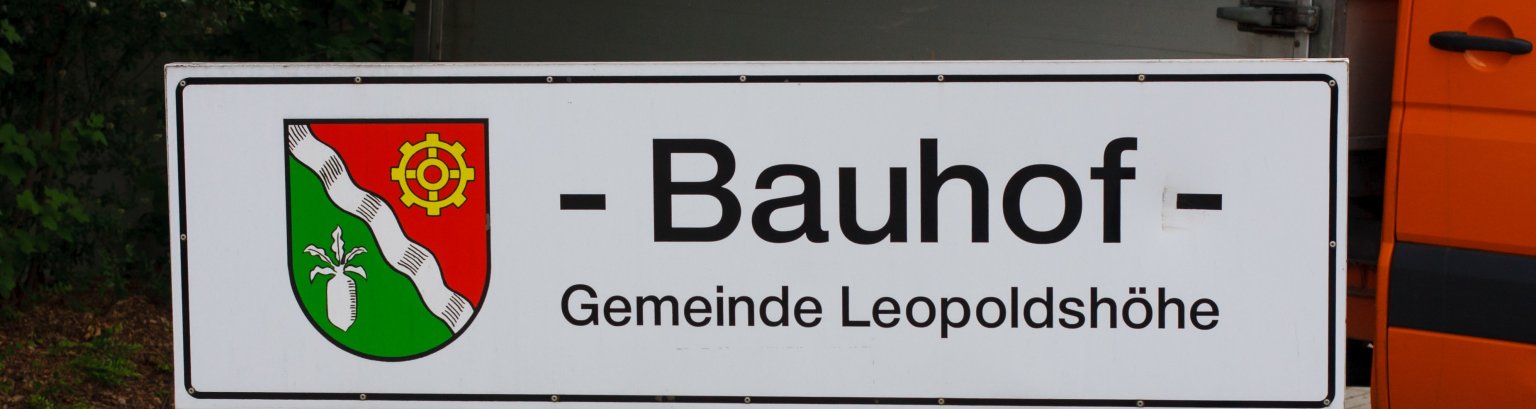 - Bauhof -
Gemeinde Leopoldshöhe